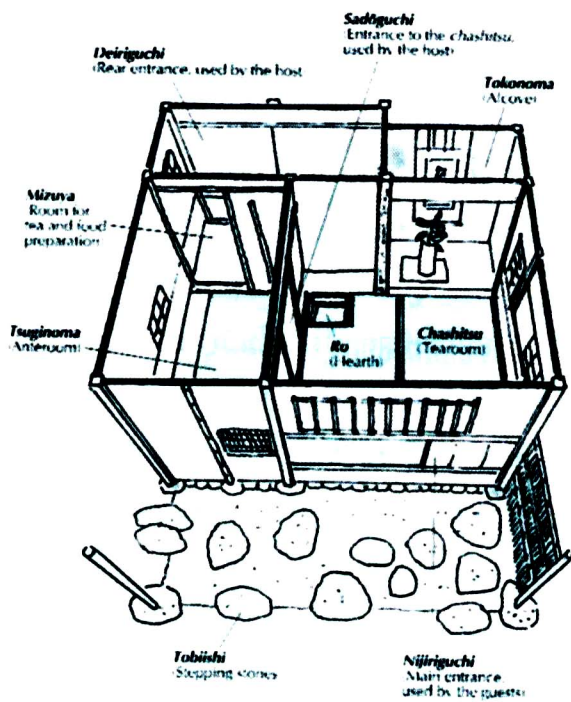 Sadōguchi
(Entrance to the chashitsu,
used by the host)
Deiriguchi
(Rear entrance, used by the host
Tokonoma
(Alcove)
Mizuya
Room for
tea and food
preparation)
Tsuginoma
(Anteroom)
Ro
(Hearth)
Chashitsu
(Tearoom)
Tobiishi
(Stepping stones)
Nijiriguchi
(Main entrance,
used by the guests)